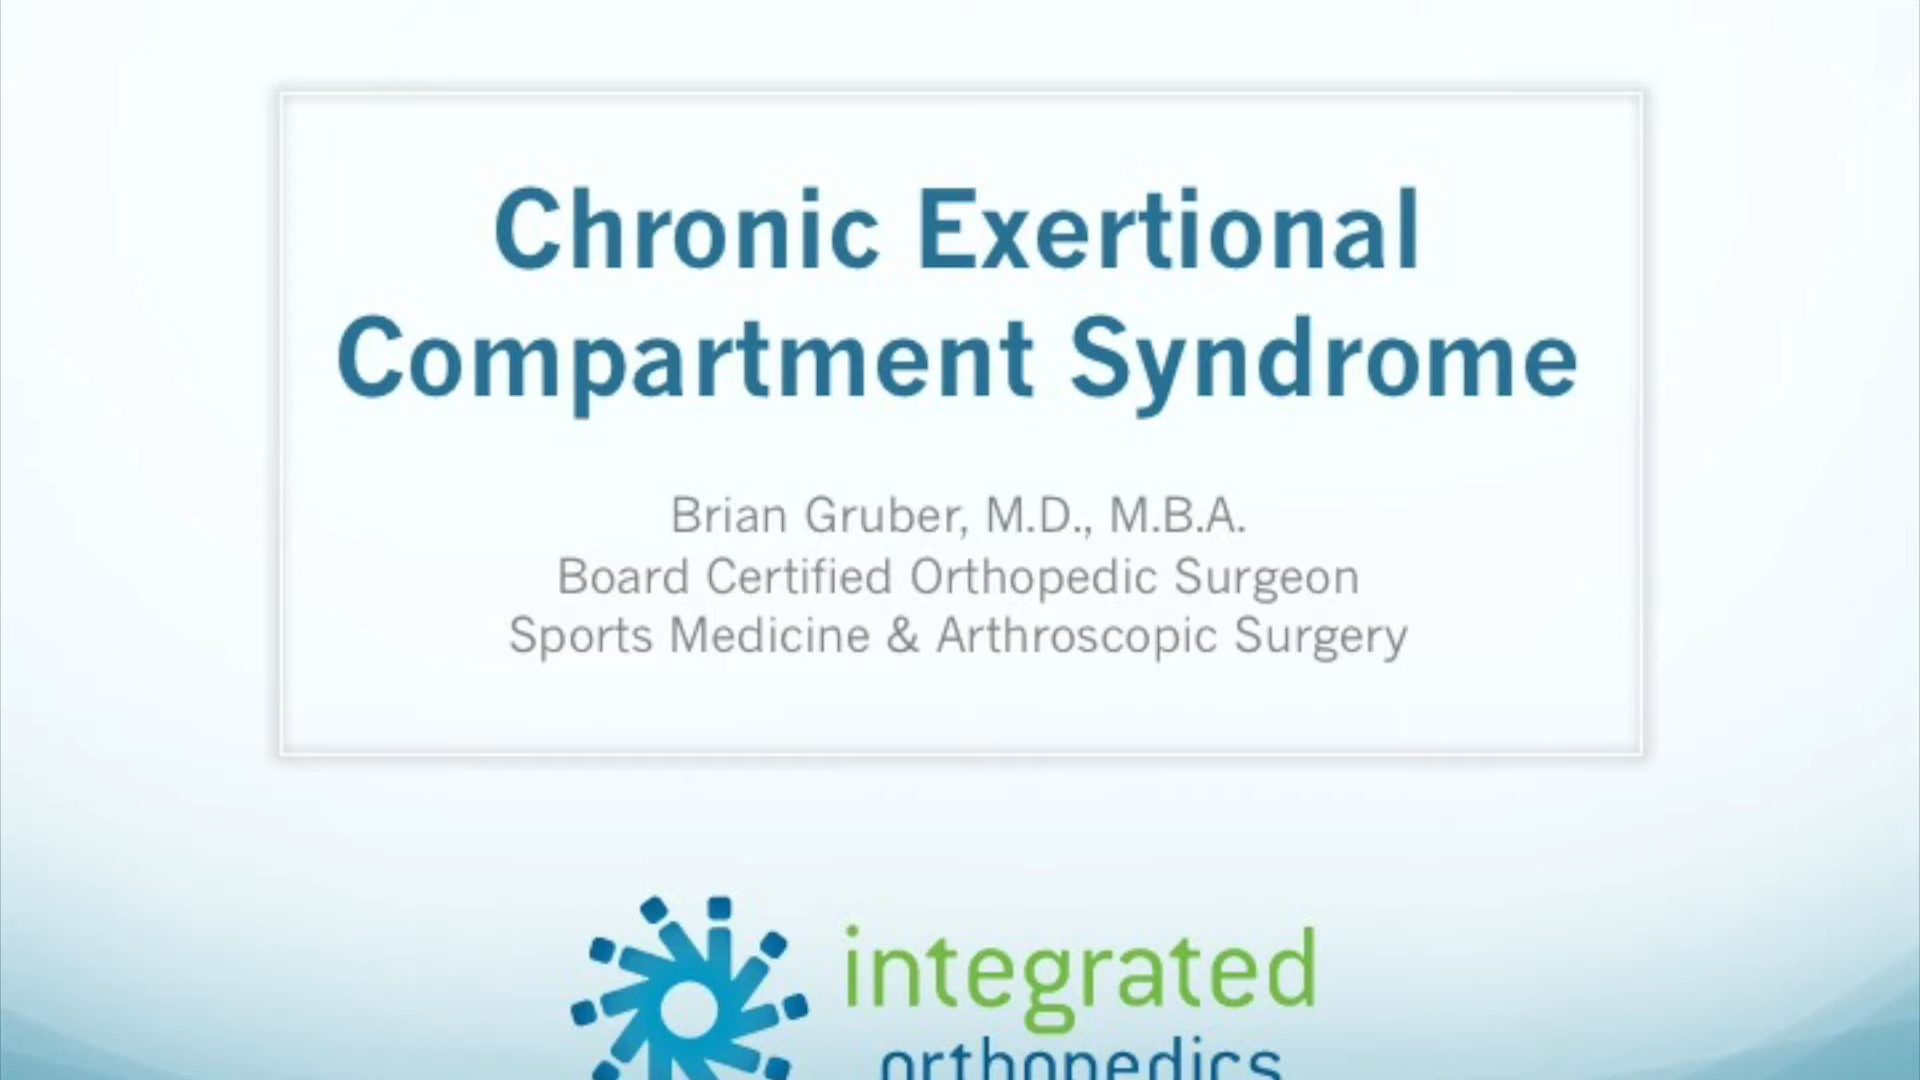 Chronic Exertional
Compartment Syndrome
Brian Gruber, M.D., M.B.A.
Board Certified Orthopedic Surgeon
Sports Medicine & Arthroscopic Surgery
integrated
orthopedics